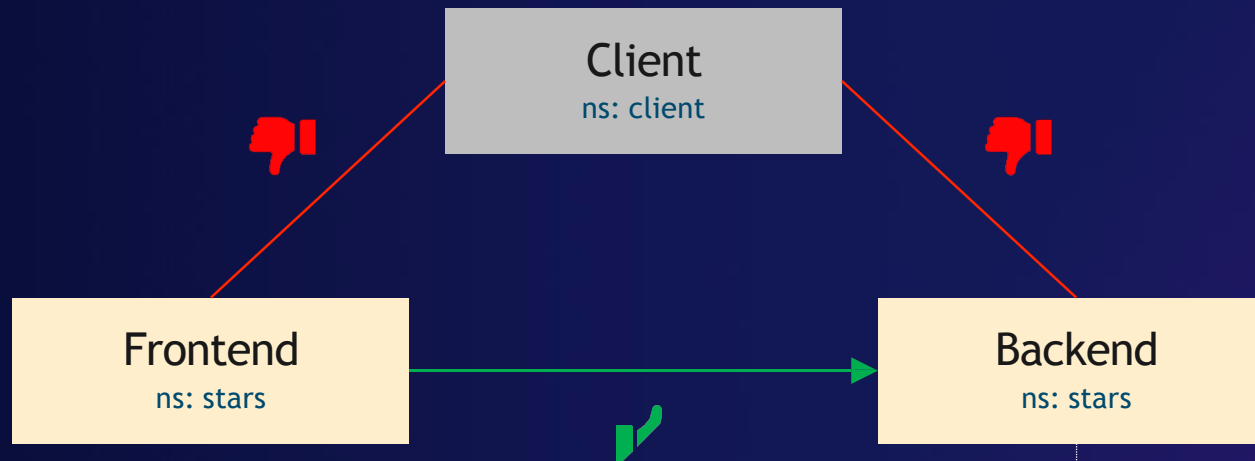 Client
ns: client
Frontend
ns: stars
Backend
ns: stars